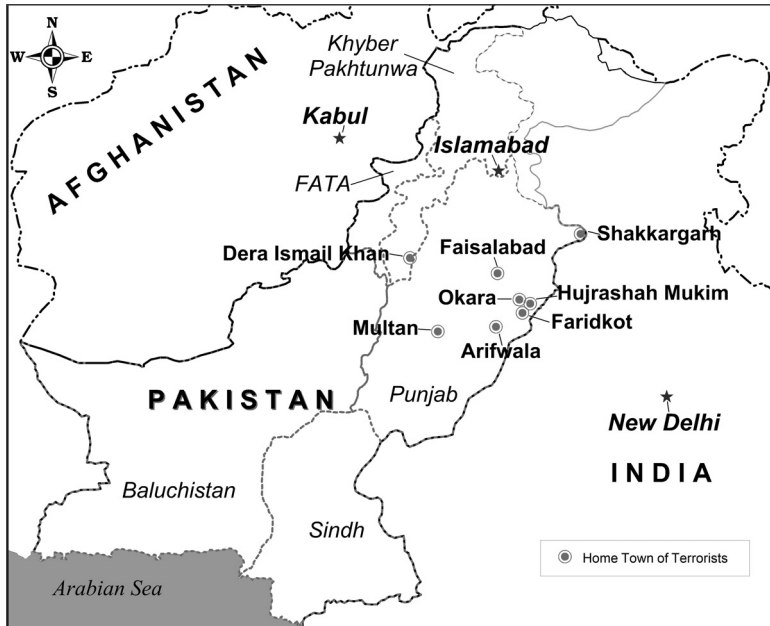 N
W E
S
Khyber
Pakhtunwa
AFGHANISTAN
Kabul
Islamabad
FATA
Shakkargarh
Dera Ismail Khan
Faisalabad
Okara
Hujrashah Mukim
Multan
Faridkot
Arifwala
PAKISTAN
Punjab
New Delhi
INDIA
Baluchistan
Sindh
Home Town of Terrorists
Arabian Sea